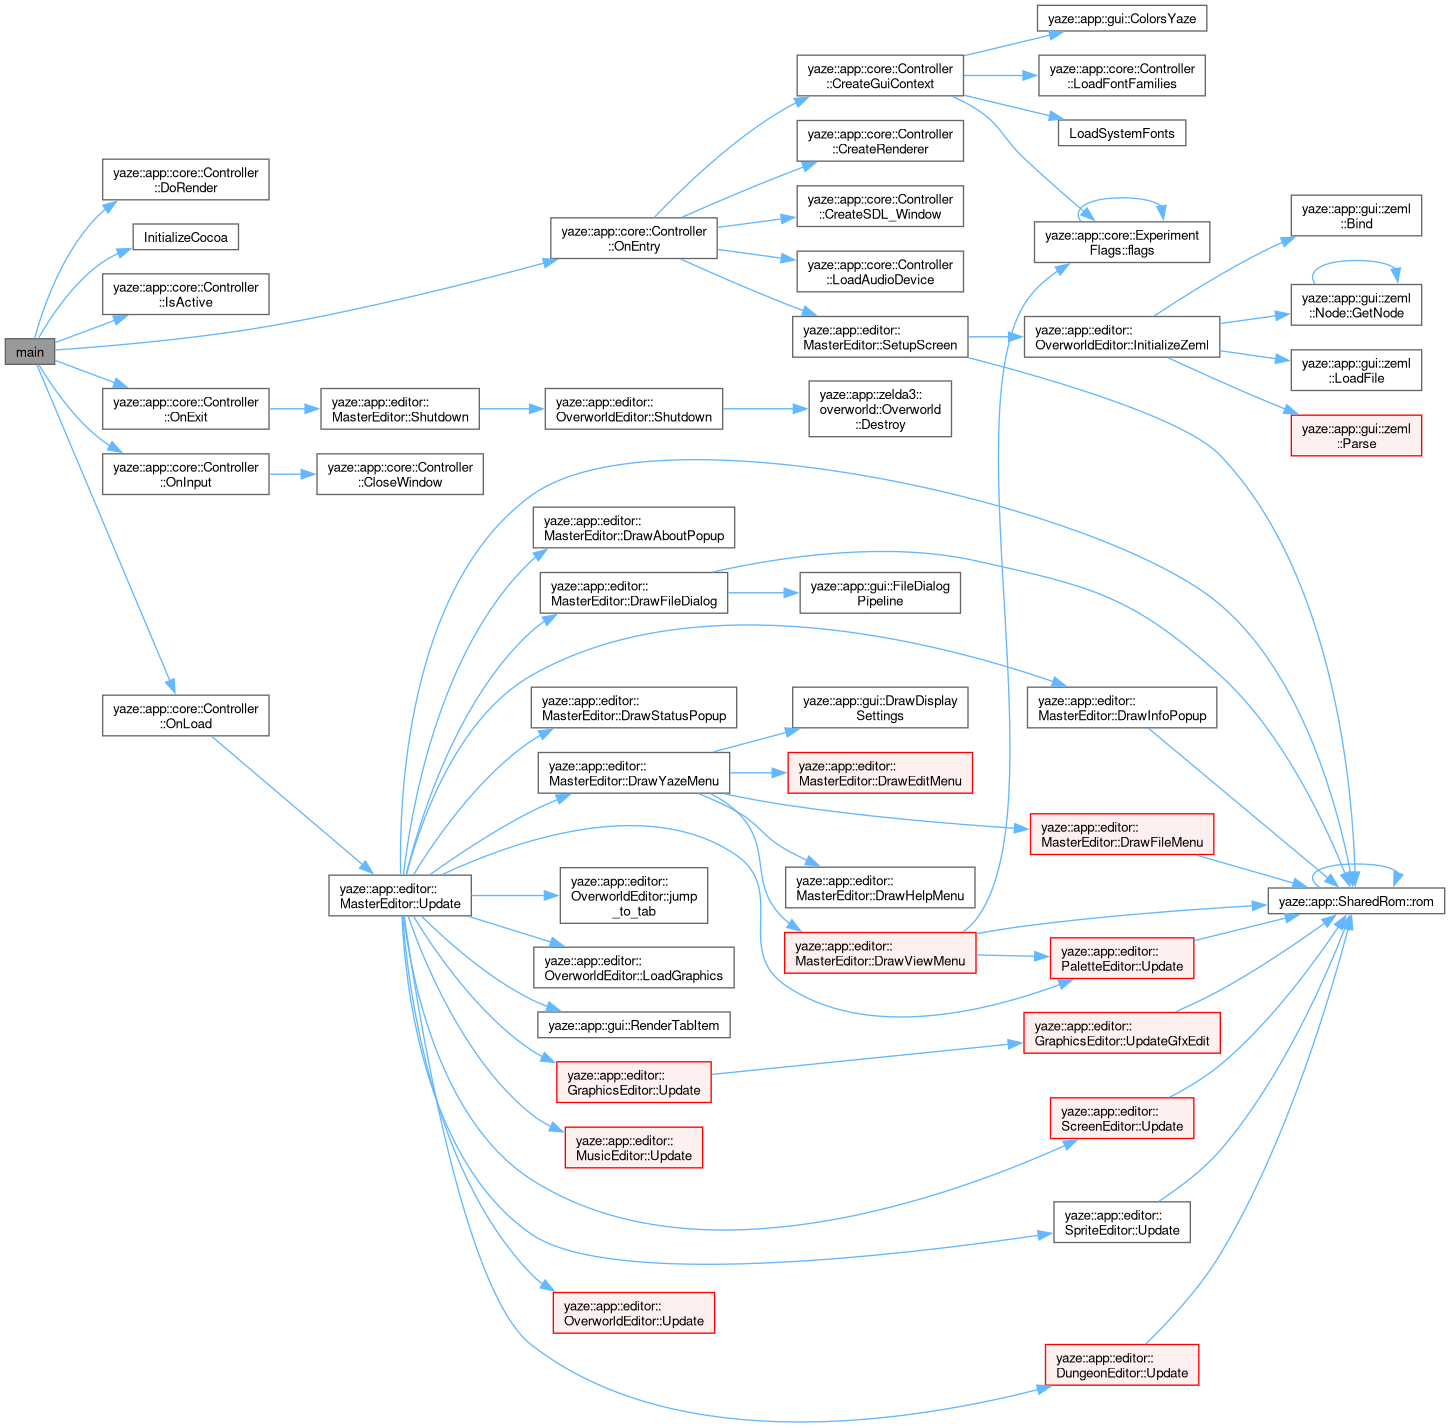 main
yaze::app::core::Controller
::DoRender
InitializeCocoa
yaze::app::core::Controller
::IsActive
yaze::app::core::Controller
::OnEntry
yaze::app::core::Controller
::CreateGuiContext
yaze::app::gui::ColorsYaze
yaze::app::core::Controller
::LoadFontFamilies
LoadSystemFonts
yaze::app::core::Experiment
Flags::flags
yaze::app::core::Controller
::CreateRenderer
yaze::app::core::Controller
::CreateSDL_Window
yaze::app::core::Controller
::LoadAudioDevice
yaze::app::editor::
MasterEditor::SetupScreen
yaze::app::editor::
OverworldEditor::InitializeZeml
yaze::app::gui::zeml
::Bind
yaze::app::gui::zeml
::Node::GetNode
yaze::app::gui::zeml
::LoadFile
yaze::app::gui::zeml
::Parse
yaze::app::core::Controller
::OnExit
yaze::app::editor::
MasterEditor::Shutdown
yaze::app::editor::
OverworldEditor::Shutdown
yaze::app::zelda3::
overworld::Overworld
::Destroy
yaze::app::core::Controller
::OnInput
yaze::app::core::Controller
::CloseWindow
yaze::app::core::Controller
::OnLoad
yaze::app::editor::
MasterEditor::Update
yaze::app::editor::
MasterEditor::DrawAboutPopup
yaze::app::editor::
MasterEditor::DrawFileDialog
yaze::app::gui::FileDialog
Pipeline
yaze::app::editor::
MasterEditor::DrawInfoPopup
yaze::app::editor::
MasterEditor::DrawStatusPopup
yaze::app::editor::
MasterEditor::DrawYazeMenu
yaze::app::gui::DrawDisplay
Settings
yaze::app::editor::
MasterEditor::DrawEditMenu
yaze::app::editor::
MasterEditor::DrawFileMenu
yaze::app::editor::
MasterEditor::DrawHelpMenu
yaze::app::editor::
MasterEditor::DrawViewMenu
yaze::app::SharedRom::rom
yaze::app::editor::
PaletteEditor::Update
yaze::app::editor::
OverworldEditor::jump
_to_tab
yaze::app::editor::
OverworldEditor::LoadGraphics
yaze::app::gui::RenderTabItem
yaze::app::editor::
GraphicsEditor::Update
yaze::app::editor::
GraphicsEditor::UpdateGfxEdit
yaze::app::editor::
MusicEditor::Update
yaze::app::editor::
ScreenEditor::Update
yaze::app::editor::
SpriteEditor::Update
yaze::app::editor::
OverworldEditor::Update
yaze::app::editor::
DungeonEditor::Update